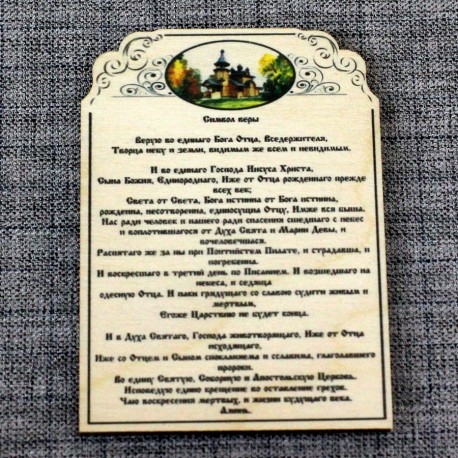 Символ веры
Верую во единаго Бога Отца, Вседержителя,
Творца небу и земли, видимым же всем и невидимым.
И во единаго Господа Иисуса Христа,
Сына Божия, Единороднаго, Иже от Отца рожденнаго прежде
всех век;
Света от Света, Бога истинна от Бога истинна,
рожденна, несотворенна, единосущна Отцу, Имже вся быша.
Нас ради человек и нашего ради спасения сшедшаго с небес
и воплотившагося от Духа Свята и Марии Девы, и
вочеловечшася.
Распятаго же за ны при Понтийстем Пилате, и страдавша, и
погребенна.
И воскресшаго в третий день по Писанием. И возшедшаго на
небеса, и седяща
одесную Отца. И паки грядущаго со славою судити живым и
мертвым,
Егоже Царствию не будет конца.
И в Духа Святаго, Господа животворящаго, Иже от Отца
исходящаго,
Иже со Отцем и Сыном споклаияема и сславима, глаголавшаго
пророки.
Во едину Святую, Соборную и Апостольскую Церковь.
Исповедую едино крещение во оставление грехов.
Чаю воскресения мертвых, и жизни будущаго века.
Аминь.